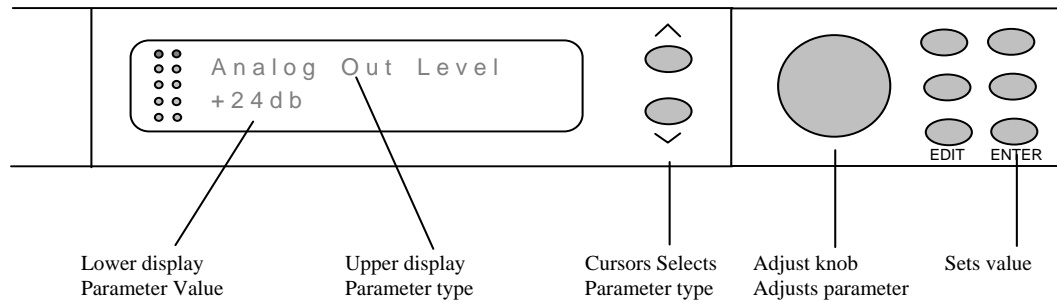 Analog Out Level
+24db
EDIT ENTER
Lower display
Parameter Value
Upper display
Parameter type
Cursors Selects
Parameter type
Adjust knob
Adjusts parameter
Sets value